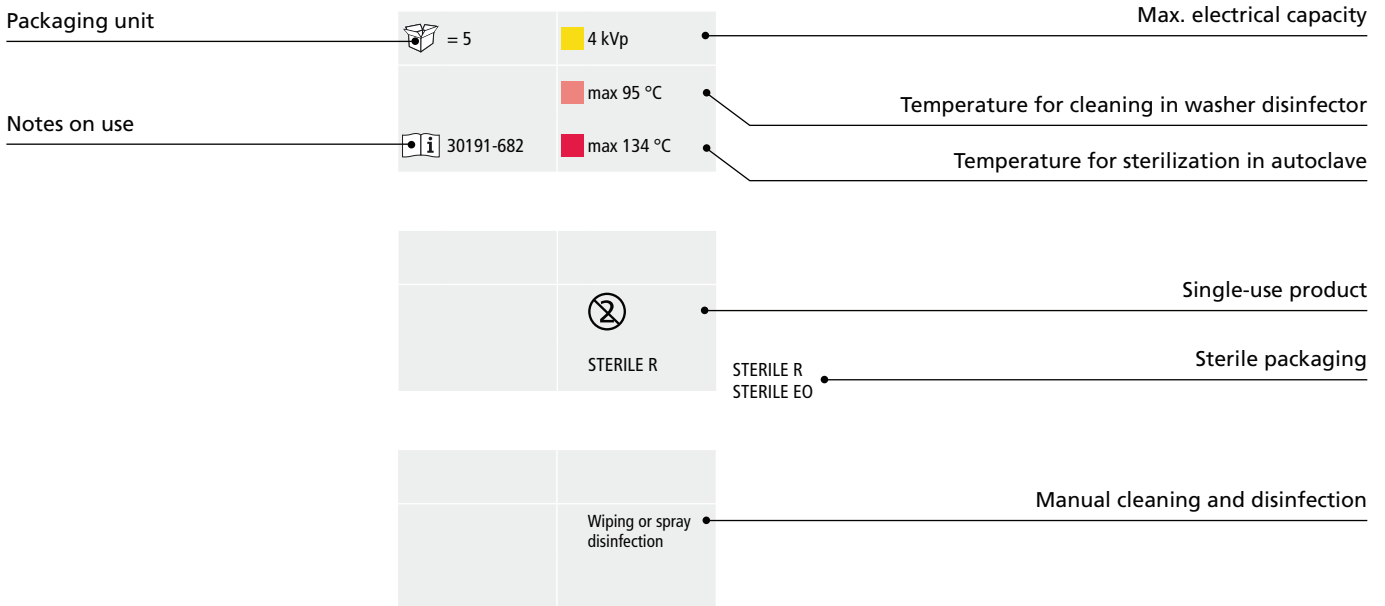 Packaging unit
= 5
4 kVp
Max. electrical capacity
max 95 °C
Temperature for cleaning in washer disinfector
Notes on use
i 30191-682
max 134 °C
Temperature for sterilization in autoclave
2
Single-use product
STERILE R
STERILE R
STERILE EO
Sterile packaging
Wiping or spray
disinfection
Manual cleaning and disinfection